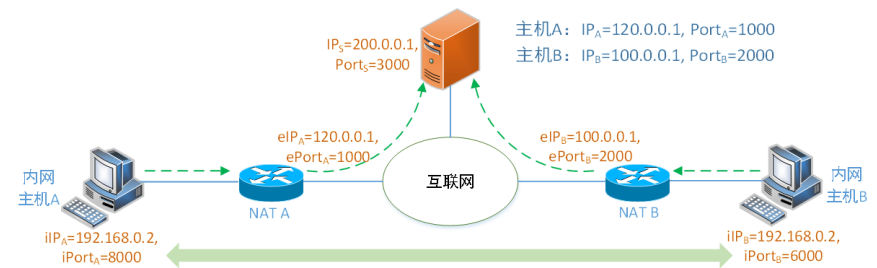 IPS=200.0.0.1,
PortS=3000
主机A：IPA=120.0.0.1, PortA=1000
主机B：IPB=100.0.0.1, PortB=2000
eIPA=120.0.0.1,
ePortA=1000
eIPB=100.0.0.1,
ePortB=2000
内网
主机A
NAT A
互联网
NAT B
内网
主机B
iIPA=192.168.0.2,
iPortA=8000
iIPB=192.168.0.2,
iPortB=6000